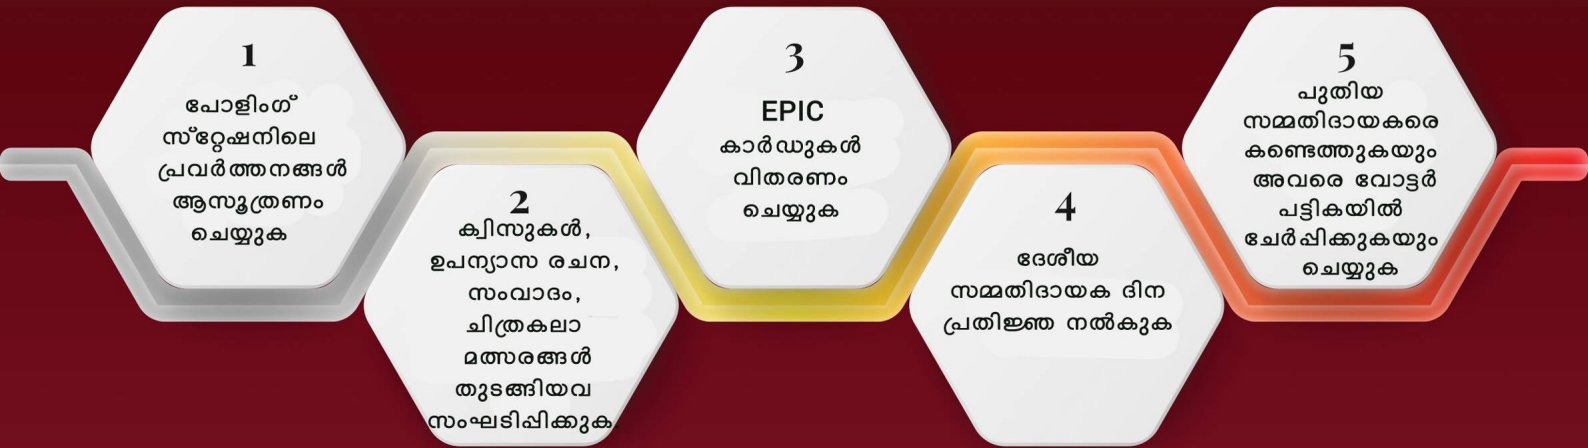 1
പോളിംഗ്
സ്റ്റേഷനിലെ
പ്രവർത്തനങ്ങൾ
ആസൂത്രണം
ചെയ്യുക
2
ക്വിസുകൾ,
ഉപന്യാസ രചന,
സംവാദം,
ചിത്രകലാ
മത്സരങ്ങൾ
തുടങ്ങിയവ
സംഘടിപ്പിക്കുക.
3
EPIC
കാർഡുകൾ
വിതരണം
ചെയ്യുക
4
ദേശീയ
സമ്മതിദായക ദിന
പ്രതിജ്ഞ നൽകുക
5
പുതിയ
സമ്മതിദായകരെ
കണ്ടെത്തുകയും
അവരെ വോട്ടർ
പട്ടികയിൽ
ചേർപ്പിക്കുകയും
ചെയ്യുക